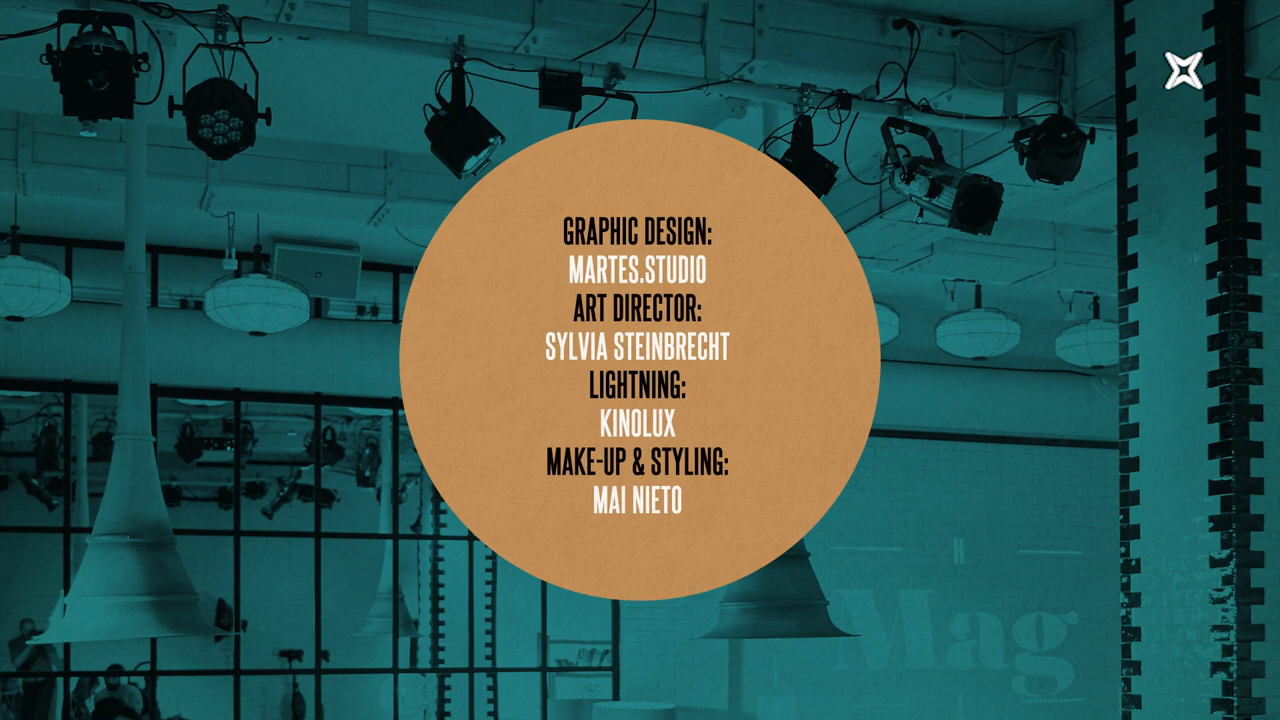 GRAPHIC DESIGN:
MARTES.STUDIO
ART DIRECTOR:
SYLVIA STEINBRECHT
LIGHTNING:
KINOLUX
MAKE-UP & STYLING:
MAI NIETO
Mag